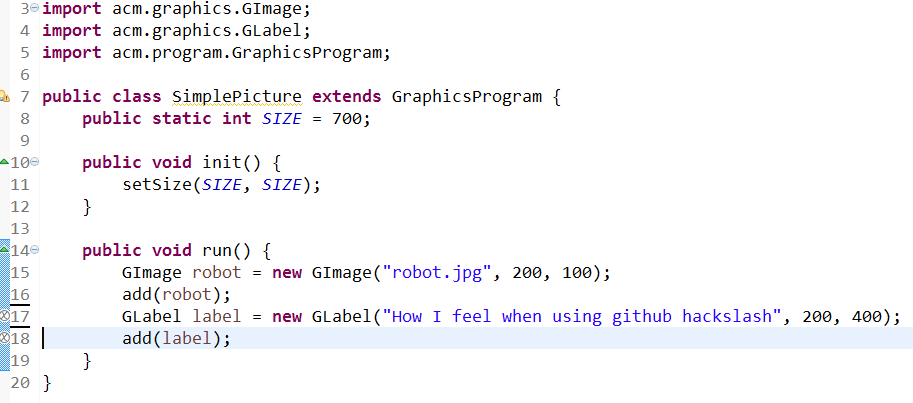 3 import acm.graphics.GImage;
4 import acm.graphics.GLabel;
5 import acm.program.GraphicsProgram;
6
7 public class SimplePicture extends GraphicsProgram {
8     public static int SIZE = 700;
9
10     public void init() {
11         setSize(SIZE, SIZE);
12     }
13
14     public void run() {
15         GImage robot = new GImage("robot.jpg", 200, 100);
16         add(robot);
17         GLabel label = new GLabel("How I feel when using github hackslash", 200, 400);
18         add(label);
19     }
20 }